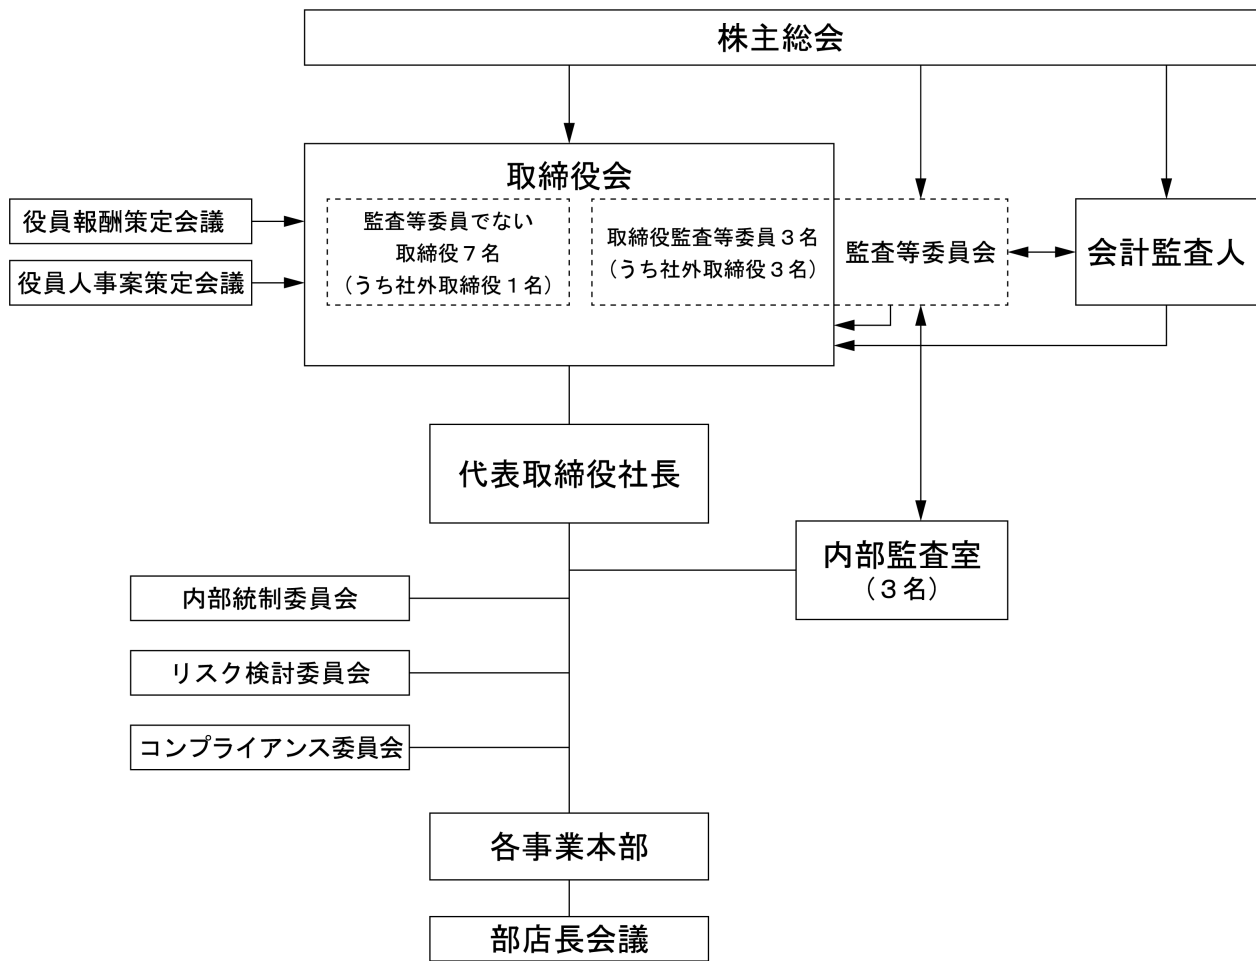 株主総会
取締役会
役員報酬策定会議
役員人事案策定会議
監査等委員でない
取締役7名
（うち社外取締役1名）
取締役監査等委員3名
（うち社外取締役3名）
監査等委員会
会計監査人
代表取締役社長
内部監査室
（3名）
内部統制委員会
リスク検討委員会
コンプライアンス委員会
各事業本部
部店長会議